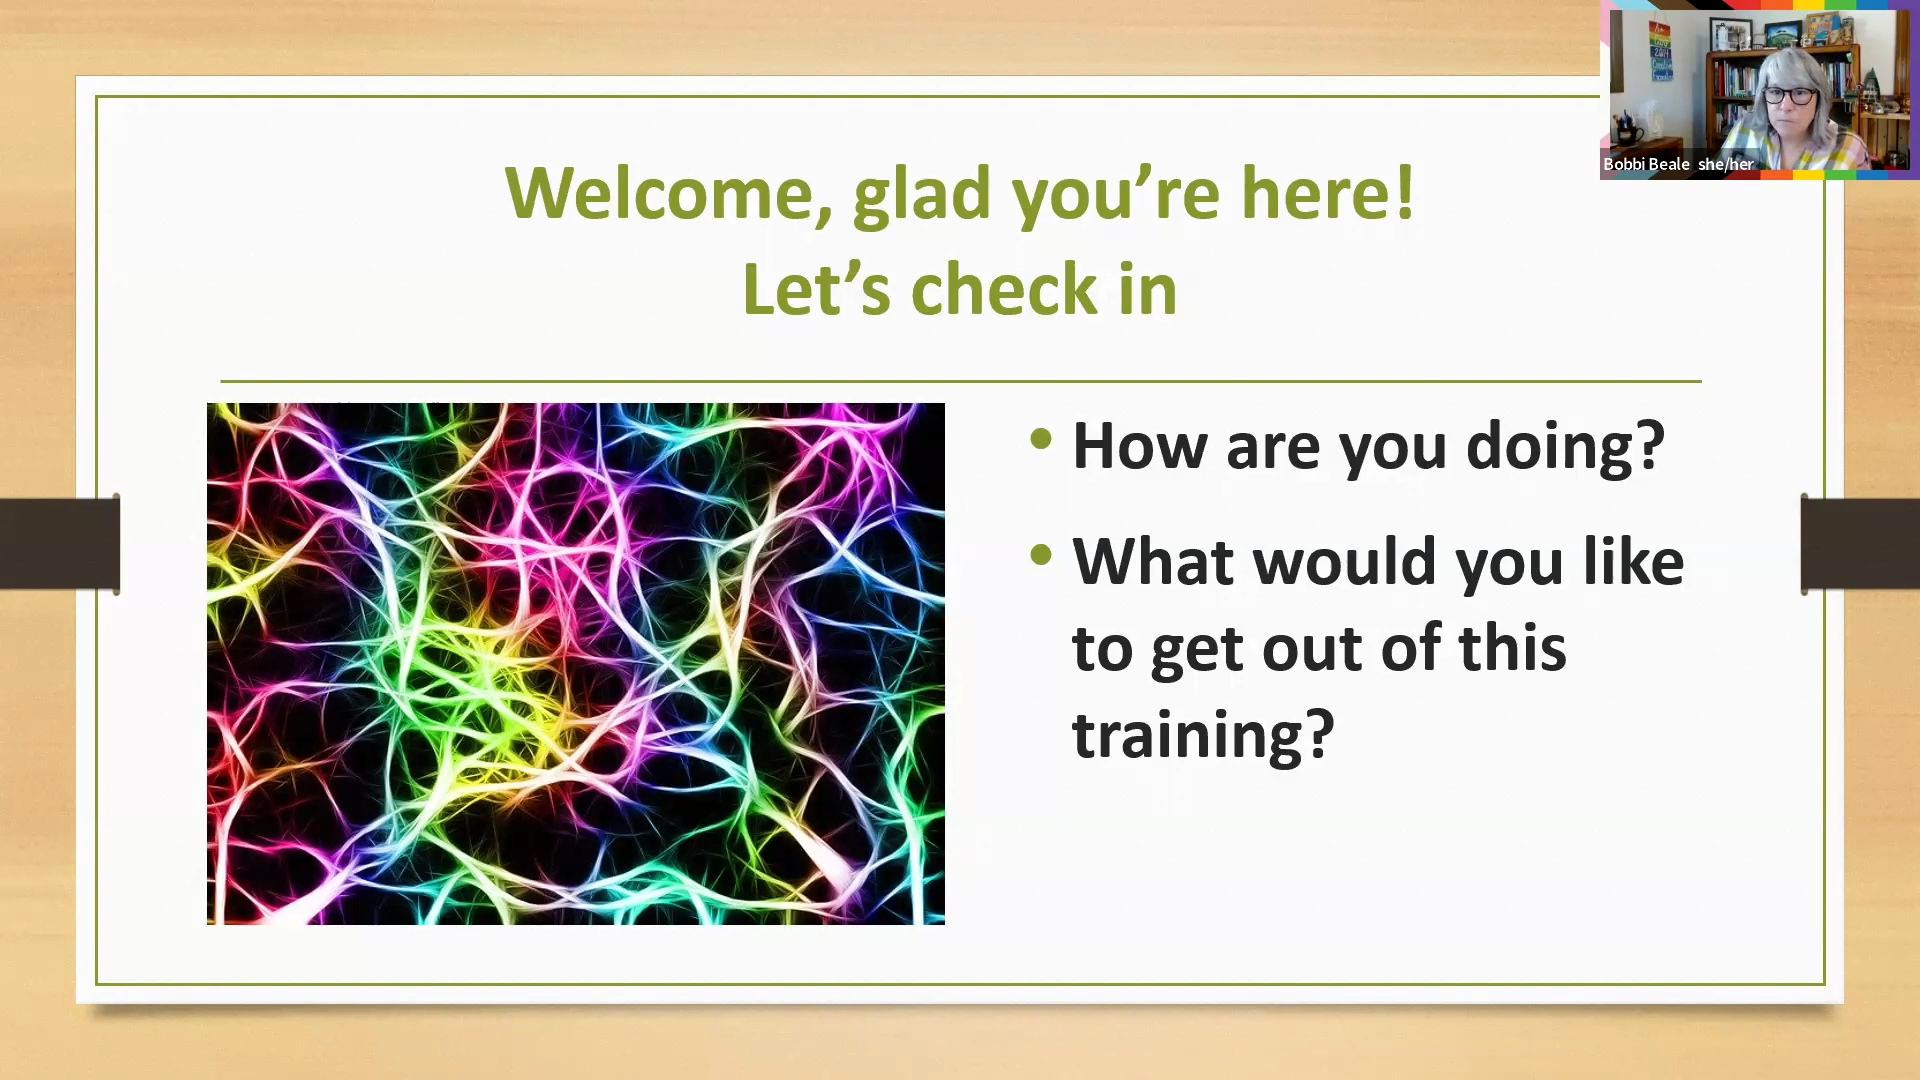 Welcome, glad you’re here!
Let’s check in
• How are you doing?
• What would you like
to get out of this
training?
Bobbi Beale she/her